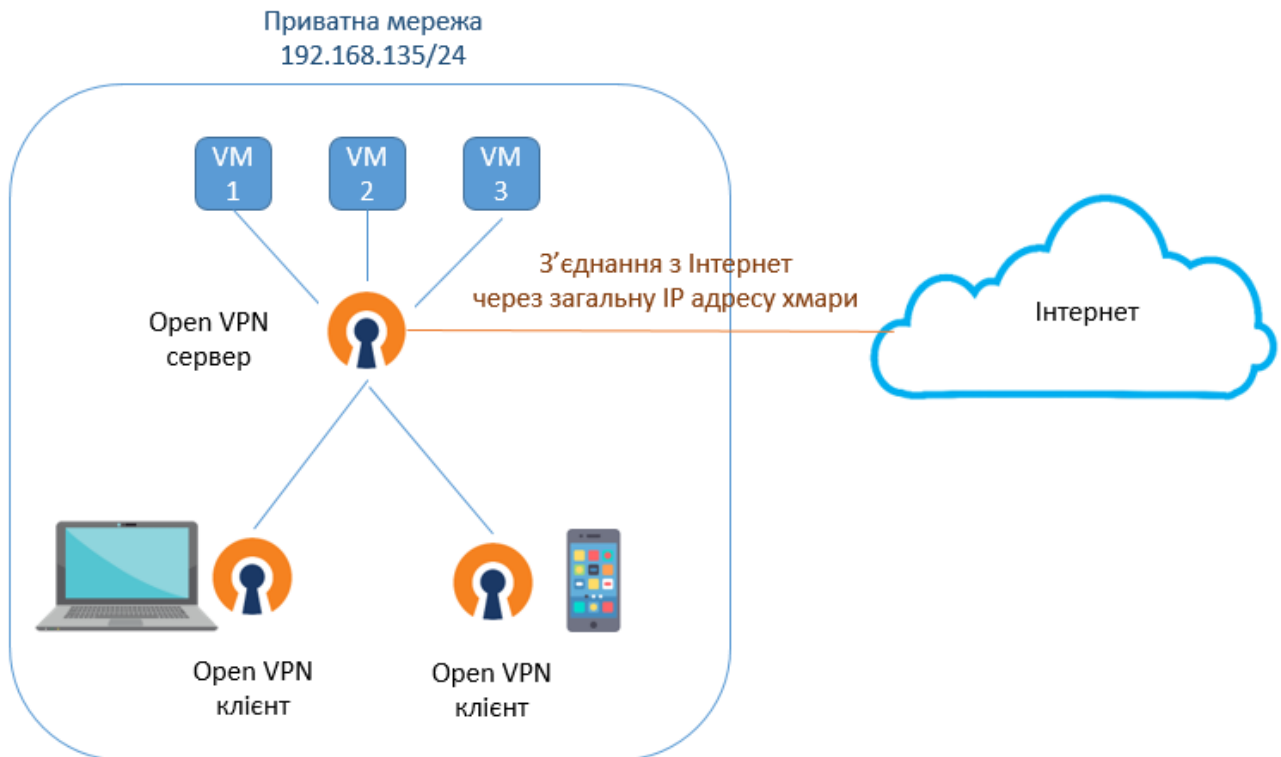 Приватна мережа
192.168.135/24
VM
1
VM
2
VM
3
З’єднання з Інтернет
через загальну IP адресу хмари
Інтернет
Open VPN
сервер
Open VPN
клієнт
Open VPN
клієнт